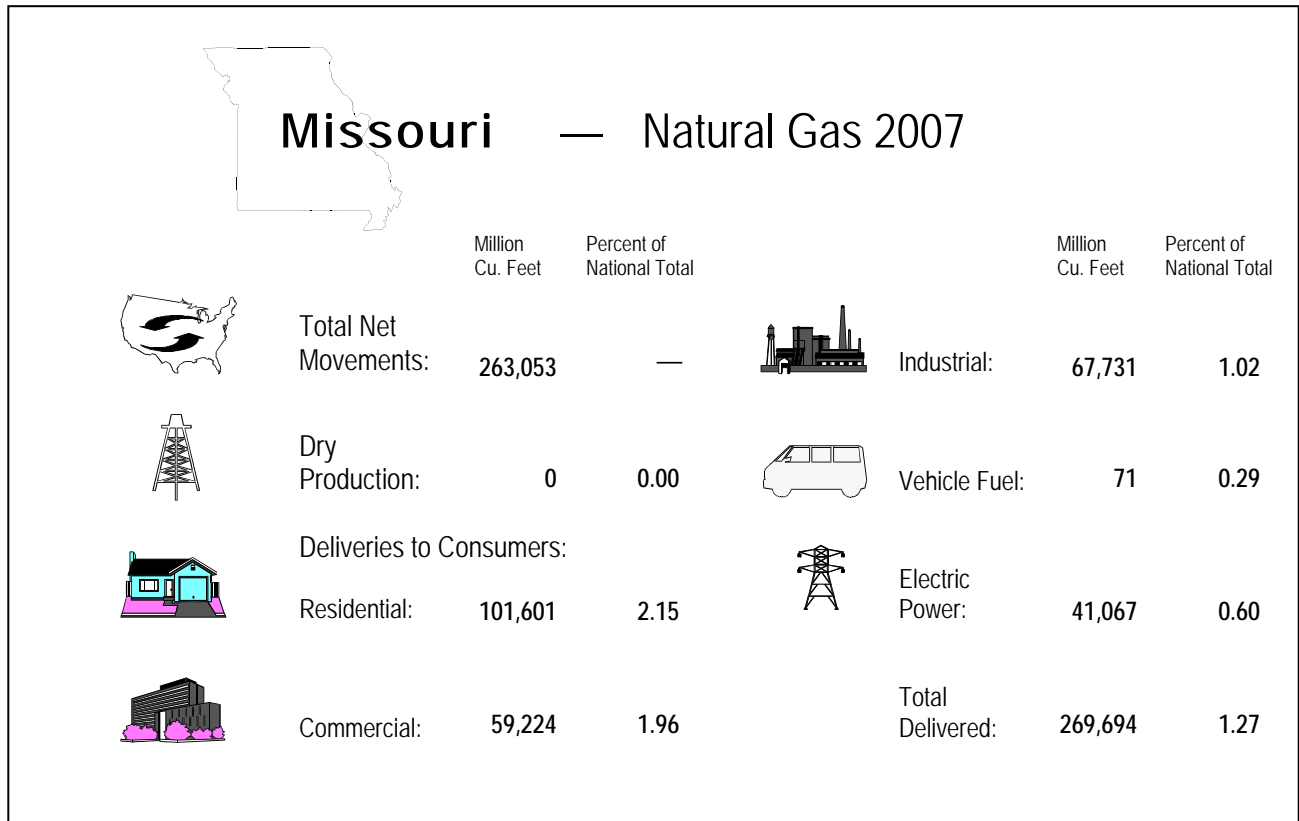 Missouri — Natural Gas 2007
Million Cu. Feet Percent of National Total
Total Net
Movements: 263,053 —
Dry
Production: 0 0.00
Deliveries to Consumers:
Residential: 101,601 2.15
Commercial: 59,224 1.96
Million Cu. Feet Percent of National Total
Industrial: 67,731 1.02
Vehicle Fuel: 71 0.29
Electric
Power: 41,067 0.60
Total
Delivered: 269,694 1.27